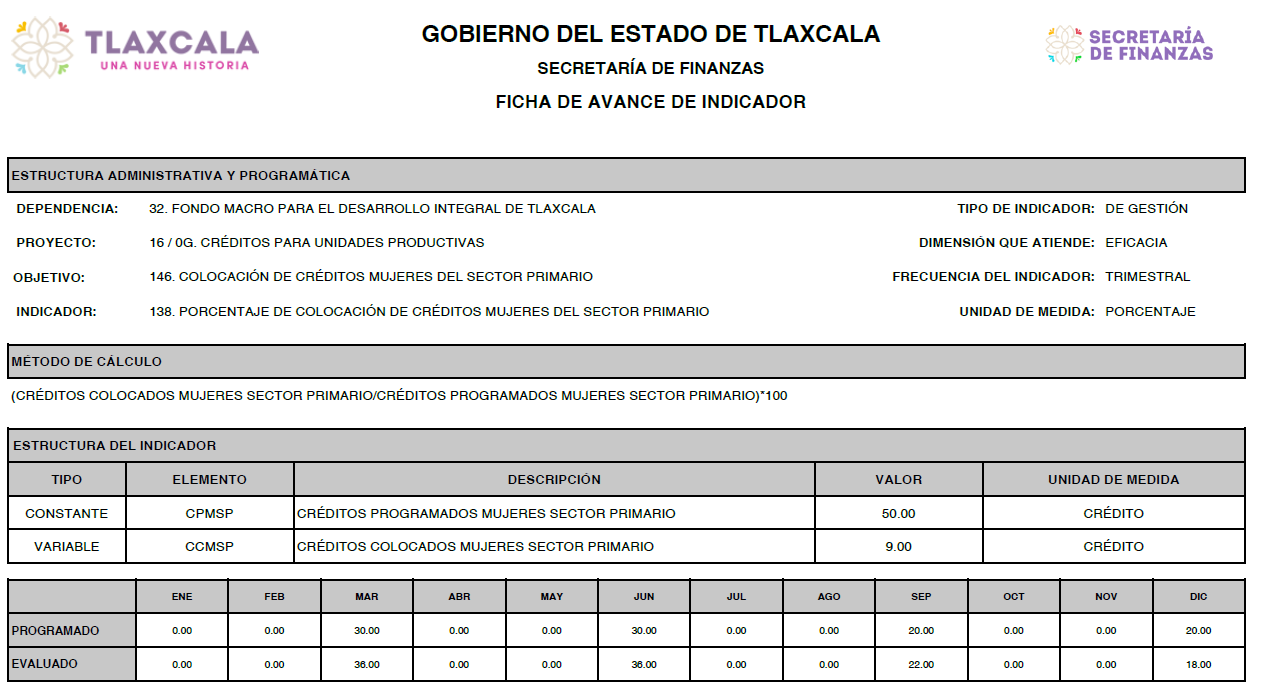 TLAXCALA
UNA NUEVA HISTORIA
GOBIERNO DEL ESTADO DE TLAXCALA
SECRETARÍA DE FINANZAS
FICHA DE AVANCE DE INDICADOR
SECRETARÍA
DE FINANZAS
ESTRUCTURA ADMINISTRATIVA Y PROGRAMÁTICA
DEPENDENCIA: 32. FONDO MACRO PARA EL DESARROLLO INTEGRAL DE TLAXCALA TIPO DE INDICADOR: DE GESTIÓN
PROYECTO: 16 / 0G. CRÉDITOS PARA UNIDADES PRODUCTIVAS DIMENSIÓN QUE ATIENDE: EFICACIA
OBJETIVO: 146. COLOCACIÓN DE CRÉDITOS MUJERES DEL SECTOR PRIMARIO FRECUENCIA DEL INDICADOR: TRIMESTRAL
INDICADOR: 138. PORCENTAJE DE COLOCACIÓN DE CRÉDITOS MUJERES DEL SECTOR PRIMARIO UNIDAD DE MEDIDA: PORCENTAJE
MÉTODO DE CÁLCULO
(CRÉDITOS COLOCADOS MUJERES SECTOR PRIMARIO/CRÉDITOS PROGRAMADOS MUJERES SECTOR PRIMARIO)*100
ESTRUCTURA DEL INDICADOR
TIPO ELEMENTO DESCRIPCIÓN VALOR UNIDAD DE MEDIDA
CONSTANTE CPMSP CRÉDITOS PROGRAMADOS MUJERES SECTOR PRIMARIO 50.00 CRÉDITO
VARIABLE CCMSP CRÉDITOS COLOCADOS MUJERES SECTOR PRIMARIO 9.00 CRÉDITO
ENE FEB MAR ABR MAY JUN JUL AGO SEP OCT NOV DIC
PROGRAMADO 0.00 0.00 30.00 0.00 0.00 30.00 0.00 0.00 20.00 0.00 0.00 20.00
EVALUADO 0.00 0.00 36.00 0.00 0.00 36.00 0.00 0.00 22.00 0.00 0.00 18.00